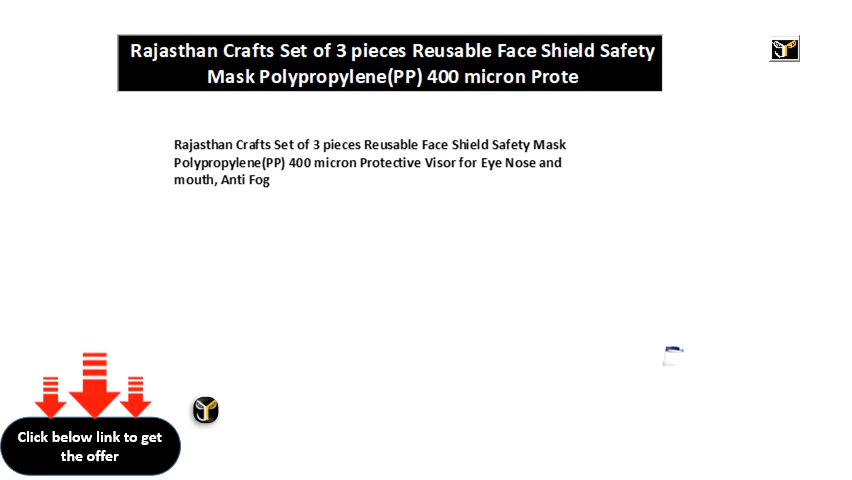 Rajasthan Crafts Set of 3 pieces Reusable Face Shield Safety
Mask Polypropylene(PP) 400 micron Prote
Rajasthan Crafts Set of 3 pieces Reusable Face Shield Safety Mask
Polypropylene(PP) 400 micron Protective Visor for Eye Nose and
mouth, Anti Fog
Click below link to get
the offer